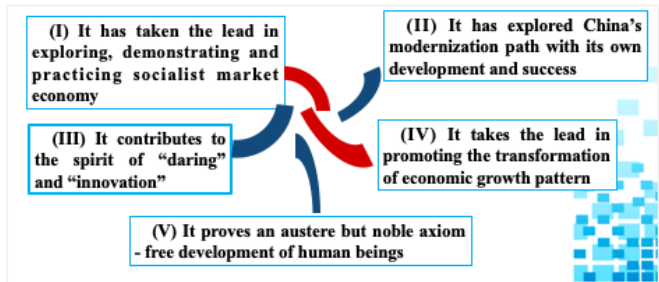 (I) It has taken the lead in
exploring, demonstrating and
practicing socialist market
economy
(II) It has explored China’s
modernization path with its own
development and success
(III) It contributes to
the spirit of “daring”
and “innovation”
(IV) It takes the lead in
promoting the transformation
of economic growth pattern
(V) It proves an austere but noble axiom
- free development of human beings